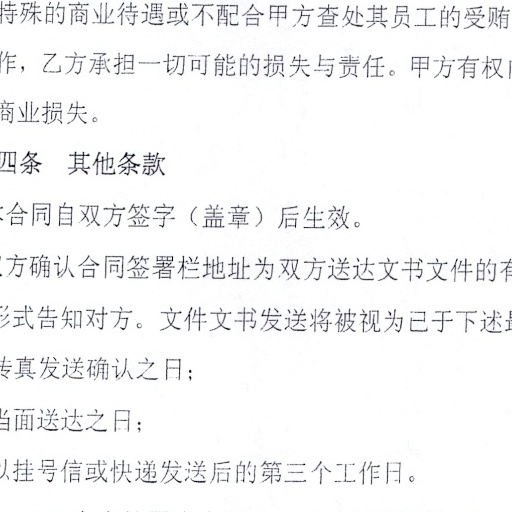 特殊的商业待遇或不配合甲方查处其员工的受贿
作，乙方承担一切可能的损失与责任。甲方有权
商业损失。
四条 其他条款
本合同自双方签字（盖章）后生效。
双方确认合同签署栏地址为双方送达文书文件的有
形式告知对方。文件文书发送将被视为已于下述最
传真发送确认之日；
当面送达之日；
以挂号信或快递发送后的第三个工作日。